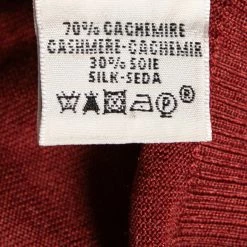 70% CACHEMIRE
CASHMERE-CACHEMIR
30% SOIE
SILK-SEDA
P ®